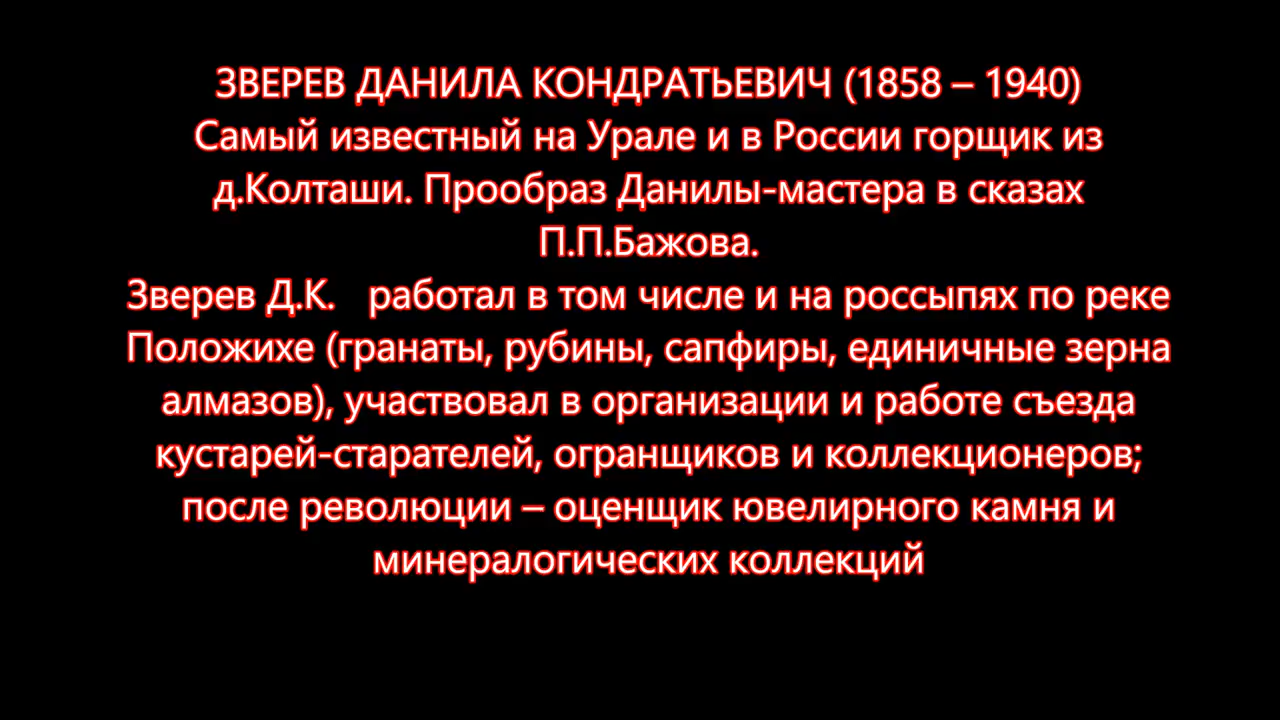 ЗВЕРЕВ ДАНИЛА КОНДРАТЬЕВИЧ (1858 – 1940)
Самый известный на Урале и в России горщик из
д.Колташи. Прообраз Данилы-мастера в сказах
П.П.Бажова.
Зверев Д.К.   работал в том числе и на россыпях по реке
Положихе (гранаты, рубины, сапфиры, единичные зерна
алмазов), участвовал в организации и работе съезда
кустарей-старателей, огранщиков и коллекционеров;
после революции – оценщик ювелирного камня и
минералогических коллекций